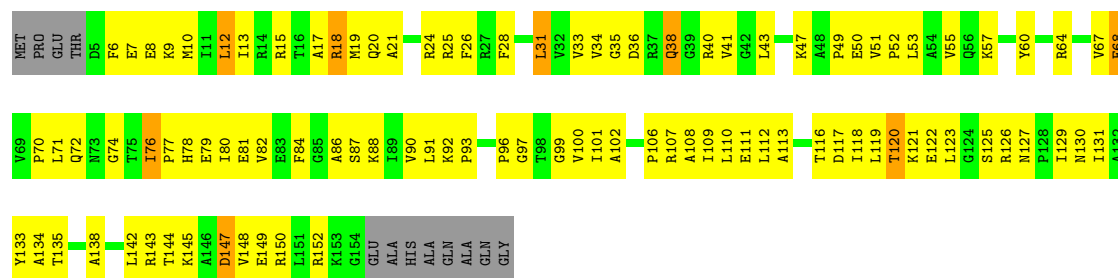 MET PRO GLU THR D5 F6 E7 E8 K9 M10 I11 L12 I13 R14 R15 T16 A17 R18 M19 Q20 A21 R24 R25 F26 R27 F28 L31 V32 V33 V34 G35 D36 R37 Q38 G39 R40 V41 G42 L43 K47 A48 P49 E50 V51 P52 L53 A54 V55 Q56 K57 Y60 R64 V67 E68
V69 P70 L71 Q72 N73 G74 T75 I76 P77 H78 E79 I80 E81 V82 E83 F84 G85 A86 S87 K88 I89 V90 L91 K92 P93 P96 G97 T98 G99 V100 I101 A102 P106 R107 A108 I109 L110 E111 L112 A113 T116 D117 I118 L119 T120 K121 E122 L123 G124 S125 R126 N127 P128 I129 N130 I131 A132
Y133 A134 T135 A138 L142 R143 T144 K145 A146 D147 V148 E149 R150 L151 R152 K153 G154 GLU ALA HIS ALA GLN ALA GLN GLY